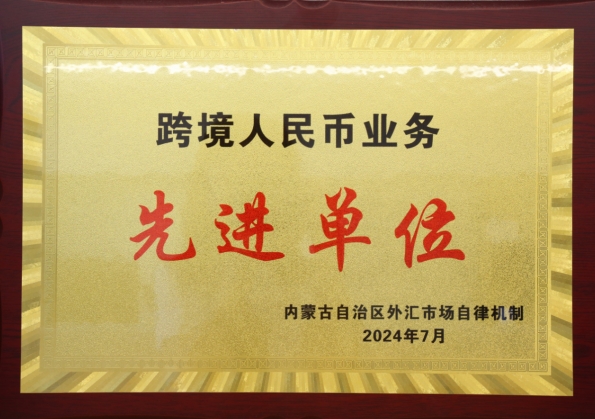 跨境人民币业务
先进单位
内蒙古自治区外汇市场自律机制
2024年7月